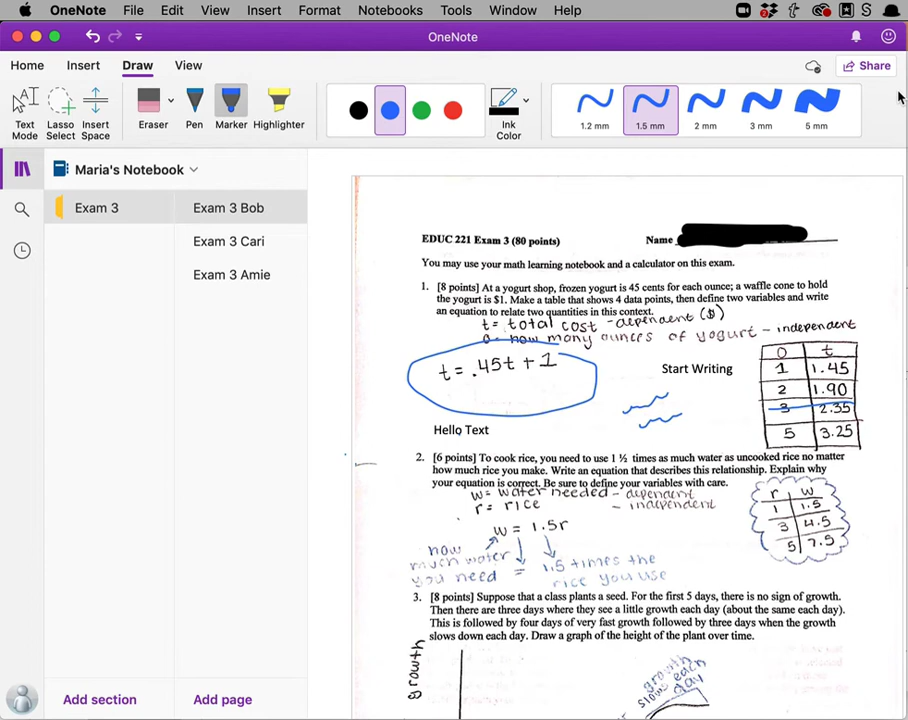 OneNote File Edit View Insert Format Notebooks Tools Window Help
OneNote
Home Insert Draw View
Share
Text Mode
Lasso Select
Insert Space
Eraser
Pen
Marker
Highlighter
Ink Color
1.2 mm
1.5 mm
2 mm
3 mm
5 mm
Maria's Notebook
Exam 3
Exam 3 Bob
Exam 3 Cari
Exam 3 Amie
Add section
Add page
EDUC 221 Exam 3 (80 points) Name
You may use your math learning notebook and a calculator on this exam.
1. [8 points] At a yogurt shop, frozen yogurt is 45 cents for each ounce; a waffle cone to hold
the yogurt is $1. Make a table that shows 4 data points, then define two variables and write
an equation to relate two quantities in this context.
t = total cost - dependent ($)
o = how many ounces of yogurt - independent
t = .45t + 1
Start Writing
O t
1 1.45
2 1.90
3 2.35
5 3.25
Hello Text
2. [6 points] To cook rice, you need to use 1 ½ times as much water as uncooked rice no matter
how much rice you make. Write an equation that describes this relationship. Explain why
your equation is correct. Be sure to define your variables with care.
w = water needed - dependent
r = rice - independent
w = 1.5r
how much water you need = 1.5 times the rice you use
r w
1 1.5
3 4.5
5 7.5
3. [8 points] Suppose that a class plants a seed. For the first 5 days, there is no sign of growth.
Then there are three days where they see a little growth each day (about the same each day).
This is followed by four days of very fast growth followed by three days when the growth
slows down each day. Draw a graph of the height of the plant over time.
growth
growth
slows each
day